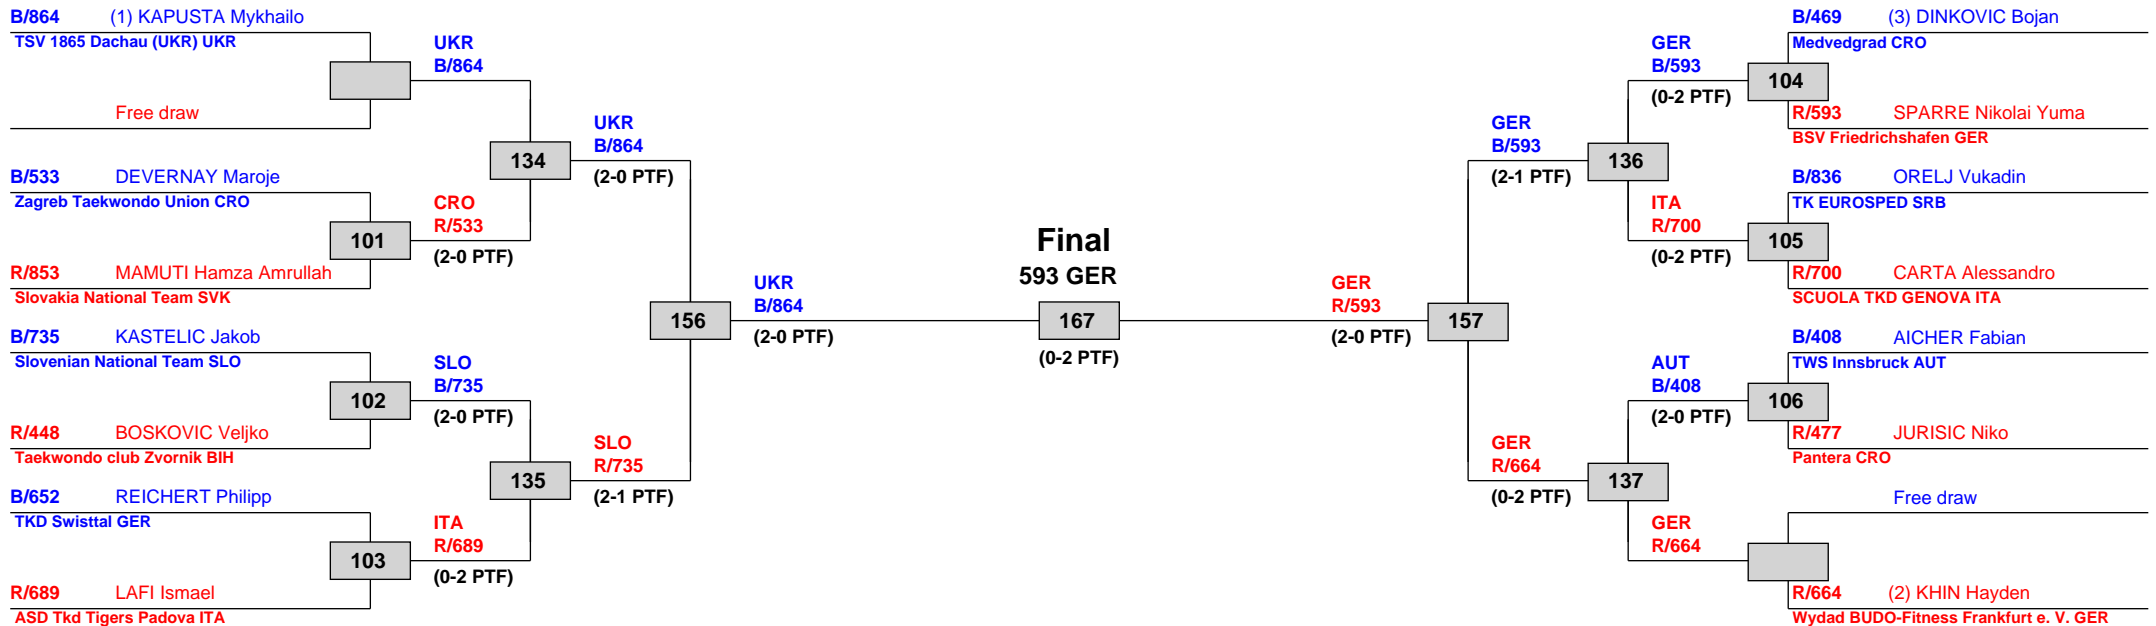 B/864 (1) KAPUSTA Mykhailo
TSV 1865 Dachau (UKR) UKR
Free draw
UKR
B/864
B/533 DEVERNAY Maroje
Zagreb Taekwondo Union CRO
101
R/853 MAMUTI Hamza Amrullah
Slovakia National Team SVK
CRO
R/533
(2-0 PTF)
134
UKR
B/864
(2-0 PTF)
B/735 KASTELIC Jakob
Slovenian National Team SLO
102
R/448 BOSKOVIC Veljko
Taekwondo club Zvornik BIH
SLO
B/735
(2-0 PTF)
B/652 REICHERT Philipp
TKD Swisttal GER
103
R/689 LAFI Ismael
ASD Tkd Tigers Padova ITA
ITA
R/689
(0-2 PTF)
135
SLO
R/735
(2-1 PTF)
156
UKR
B/864
(2-0 PTF)
Final
593 GER
167
(0-2 PTF)
GER
R/593
(2-0 PTF)
157
GER
B/593
(2-1 PTF)
136
GER
B/593
(0-2 PTF)
104
B/469 (3) DINKOVIC Bojan
Medvedgrad CRO
R/593 SPARRE Nikolai Yuma
BSV Friedrichshafen GER
ITA
R/700
(0-2 PTF)
105
B/836 ORELJ Vukadin
TK EUROSPED SRB
R/700 CARTA Alessandro
SCUOLA TKD GENOVA ITA
GER
R/664
(0-2 PTF)
137
AUT
B/408
(2-0 PTF)
106
B/408 AICHER Fabian
TWS Innsbruck AUT
R/477 JURISIC Niko
Pantera CRO
GER
R/664
Free draw
R/664 (2) KHIN Hayden
Wydad BUDO-Fitness Frankfurt e. V. GER